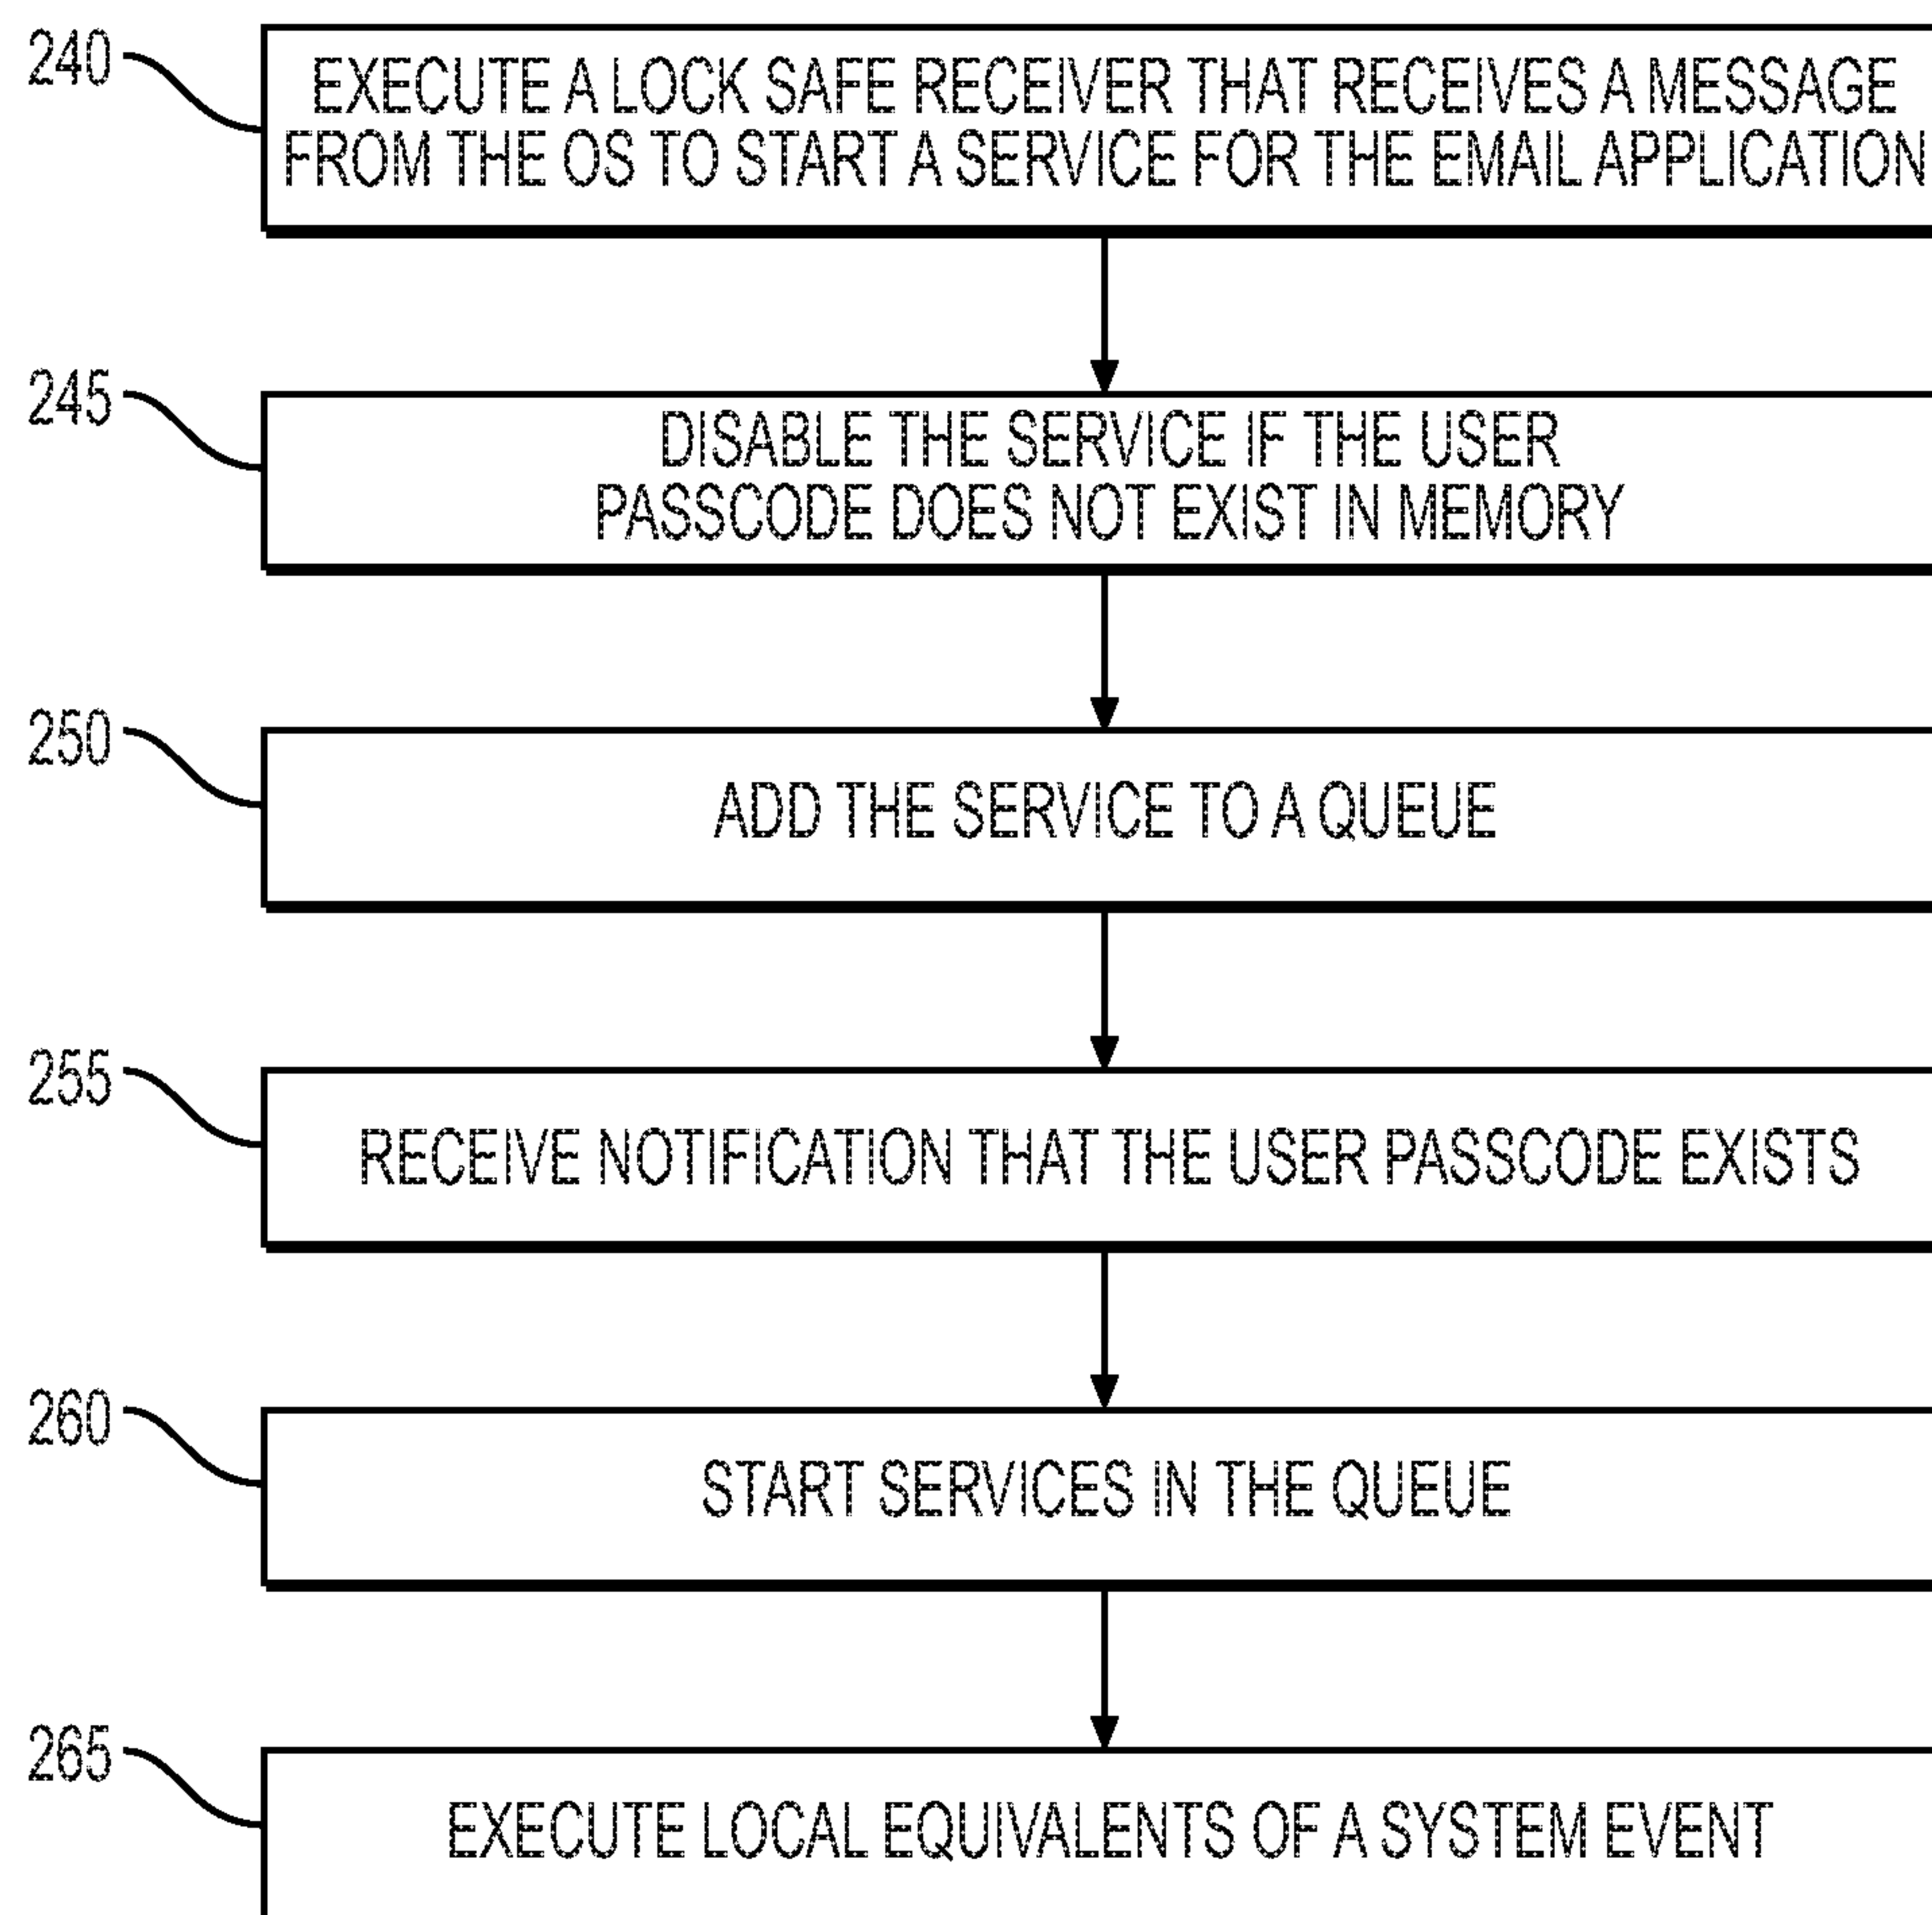 240
EXECUTE A LOCK SAFE RECEIVER THAT RECEIVES A MESSAGE
FROM THE OS TO START A SERVICE FOR THE EMAIL APPLICATION
245
DISABLE THE SERVICE IF THE USER
PASSCODE DOES NOT EXIST IN MEMORY
250
ADD THE SERVICE TO A QUEUE
255
RECEIVE NOTIFICATION THAT THE USER PASSCODE EXISTS
260
START SERVICES IN THE QUEUE
265
EXECUTE LOCAL EQUIVALENTS OF A SYSTEM EVENT